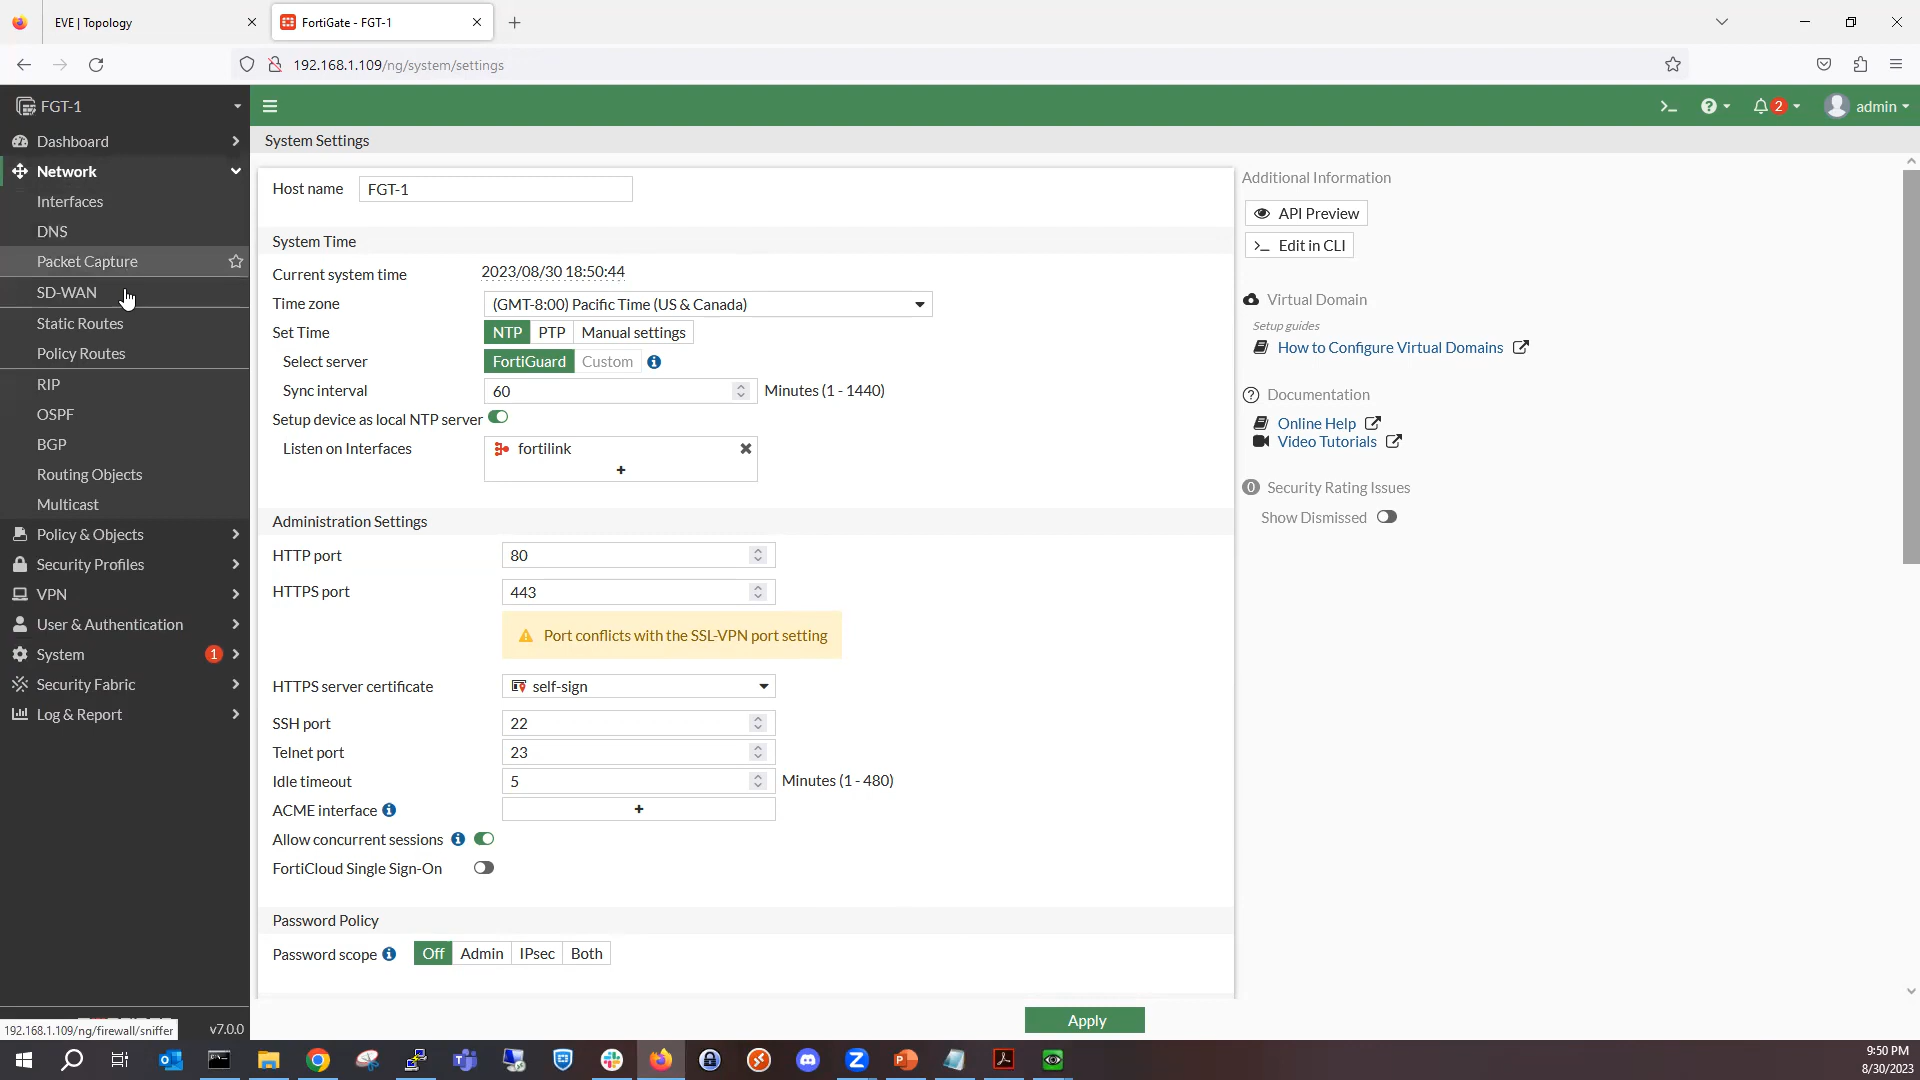 EVE | Topology
FortiGate - FGT-1
192.168.1.109/ng/system/settings
FGT-1
2
admin
Dashboard
Network
Interfaces
DNS
Packet Capture
SD-WAN
Static Routes
Policy Routes
RIP
OSPF
BGP
Routing Objects
Multicast
Policy & Objects
Security Profiles
VPN
User & Authentication
System 1
Security Fabric
Log & Report
192.168.1.109/ng/firewall/sniffer
v7.0.0
System Settings
Host name FGT-1
System Time
Current system time 2023/08/30 18:50:44
Time zone (GMT-8:00) Pacific Time (US & Canada)
Set Time NTP PTP Manual settings
Select server FortiGuard Custom
Sync interval 60 Minutes (1 - 1440)
Setup device as local NTP server
Listen on Interfaces fortilink
+
Administration Settings
HTTP port 80
HTTPS port 443
Port conflicts with the SSL-VPN port setting
HTTPS server certificate self-sign
SSH port 22
Telnet port 23
Idle timeout 5 Minutes (1 - 480)
ACME interface +
Allow concurrent sessions
FortiCloud Single Sign-On
Password Policy
Password scope Off Admin IPsec Both
Apply
Additional Information
API Preview
>_ Edit in CLI
Virtual Domain
Setup guides
How to Configure Virtual Domains
Documentation
Online Help
Video Tutorials
0 Security Rating Issues
Show Dismissed
9:50 PM
8/30/2023